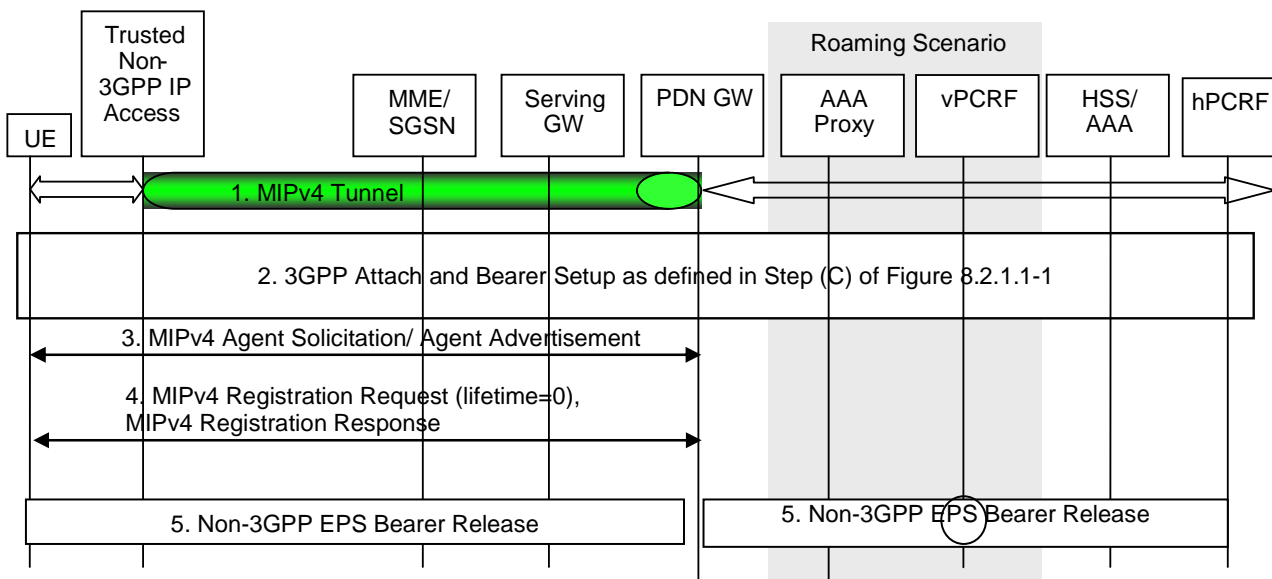 Trusted
Non-
3GPP IP
Access
Roaming Scenario
UE
MME/
SGSN
Serving
GW
PDN GW
AAA
Proxy
vPCRF
HSS/
AAA
hPCRF
1. MIPv4 Tunnel
2. 3GPP Attach and Bearer Setup as defined in Step (C) of Figure 8.2.1.1-1
3. MIPv4 Agent Solicitation/ Agent Advertisement
4. MIPv4 Registration Request (lifetime=0),
MIPv4 Registration Response
5. Non-3GPP EPS Bearer Release
5. Non-3GPP EPS Bearer Release